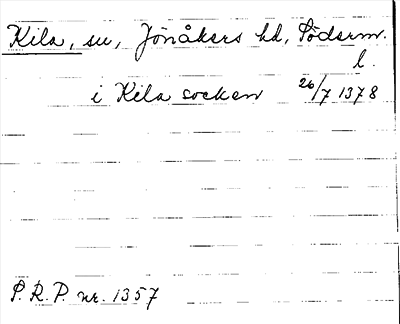 Kila, sn, Jönåkers hd, Söderm.
l.
i Kila socken 26/7 1378
P.R.P. nr. 1357